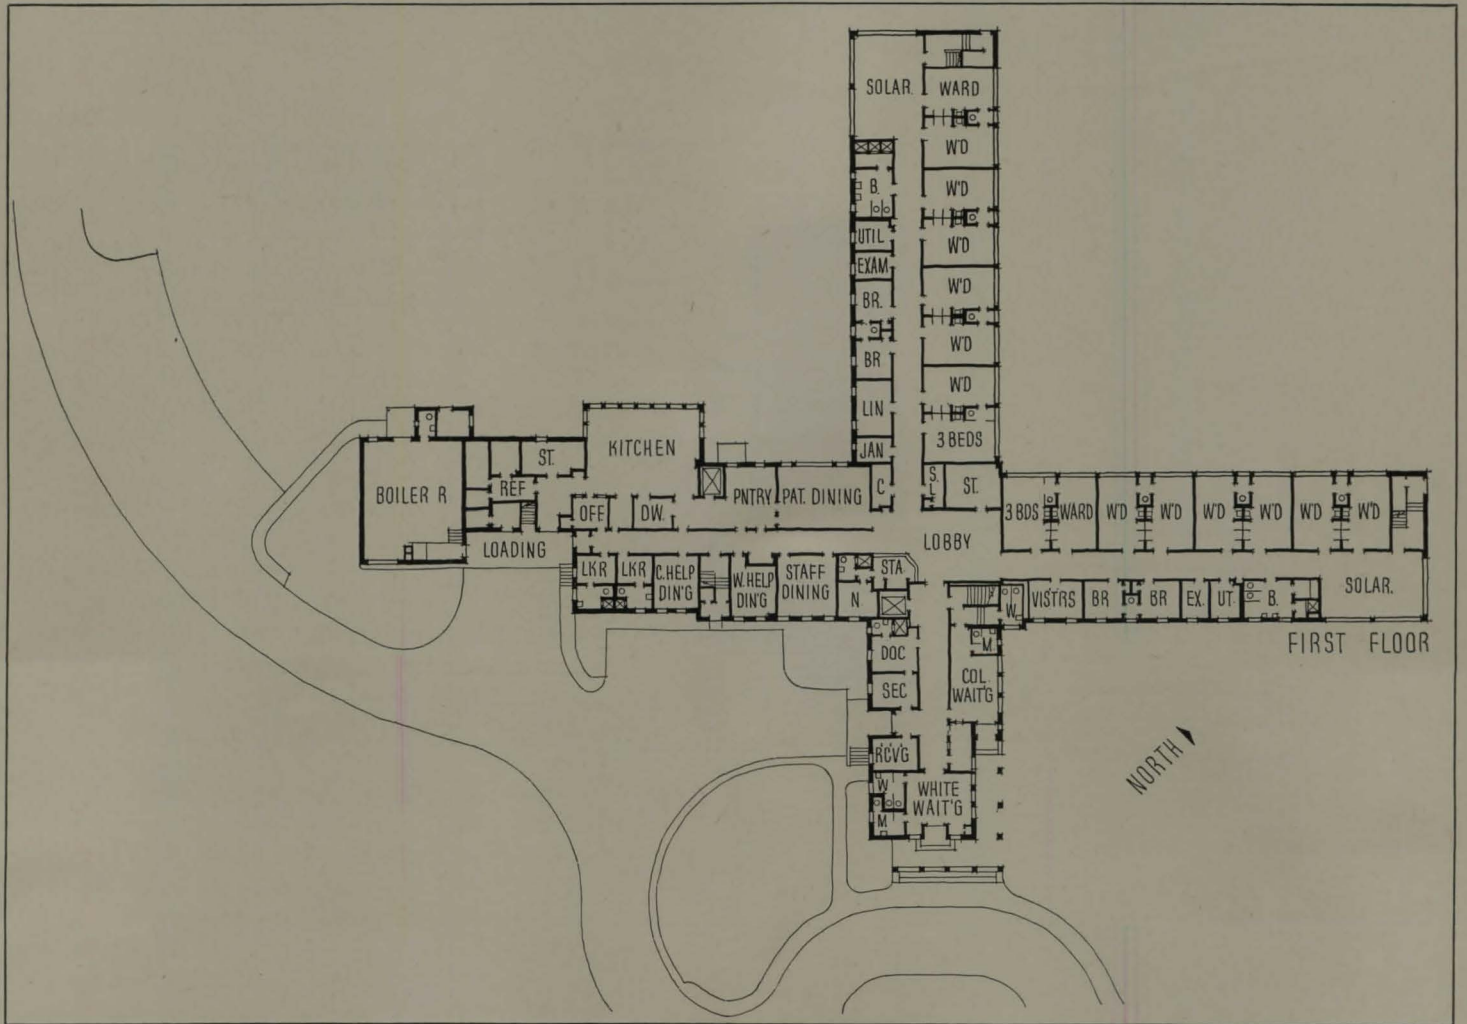 SOLAR.
WARD
W'D
B.
W'D
UTIL
W'D
EXAM
BR.
W'D
BR
W'D
LIN
W'D
JAN
3 BEDS
KITCHEN
ST.
BOILER R
REF
PNTRY
PAT. DINING
C
S.
L
ST.
OFF
DW.
3 BDS
WARD
W'D
W'D
W'D
W'D
W'D
W'D
LOADING
LOBBY
LKR
LKR
C. HELP
DIN'G
W. HELP
DIN'G
STAFF
DINING
STA
N.
W.
VISTRS
BR
BR
EX.
UT.
B.
SOLAR.
FIRST FLOOR
DOC
M.
SEC
COL.
WAIT'G
RCV'G
W
WHITE
WAIT'G
M.
NORTH